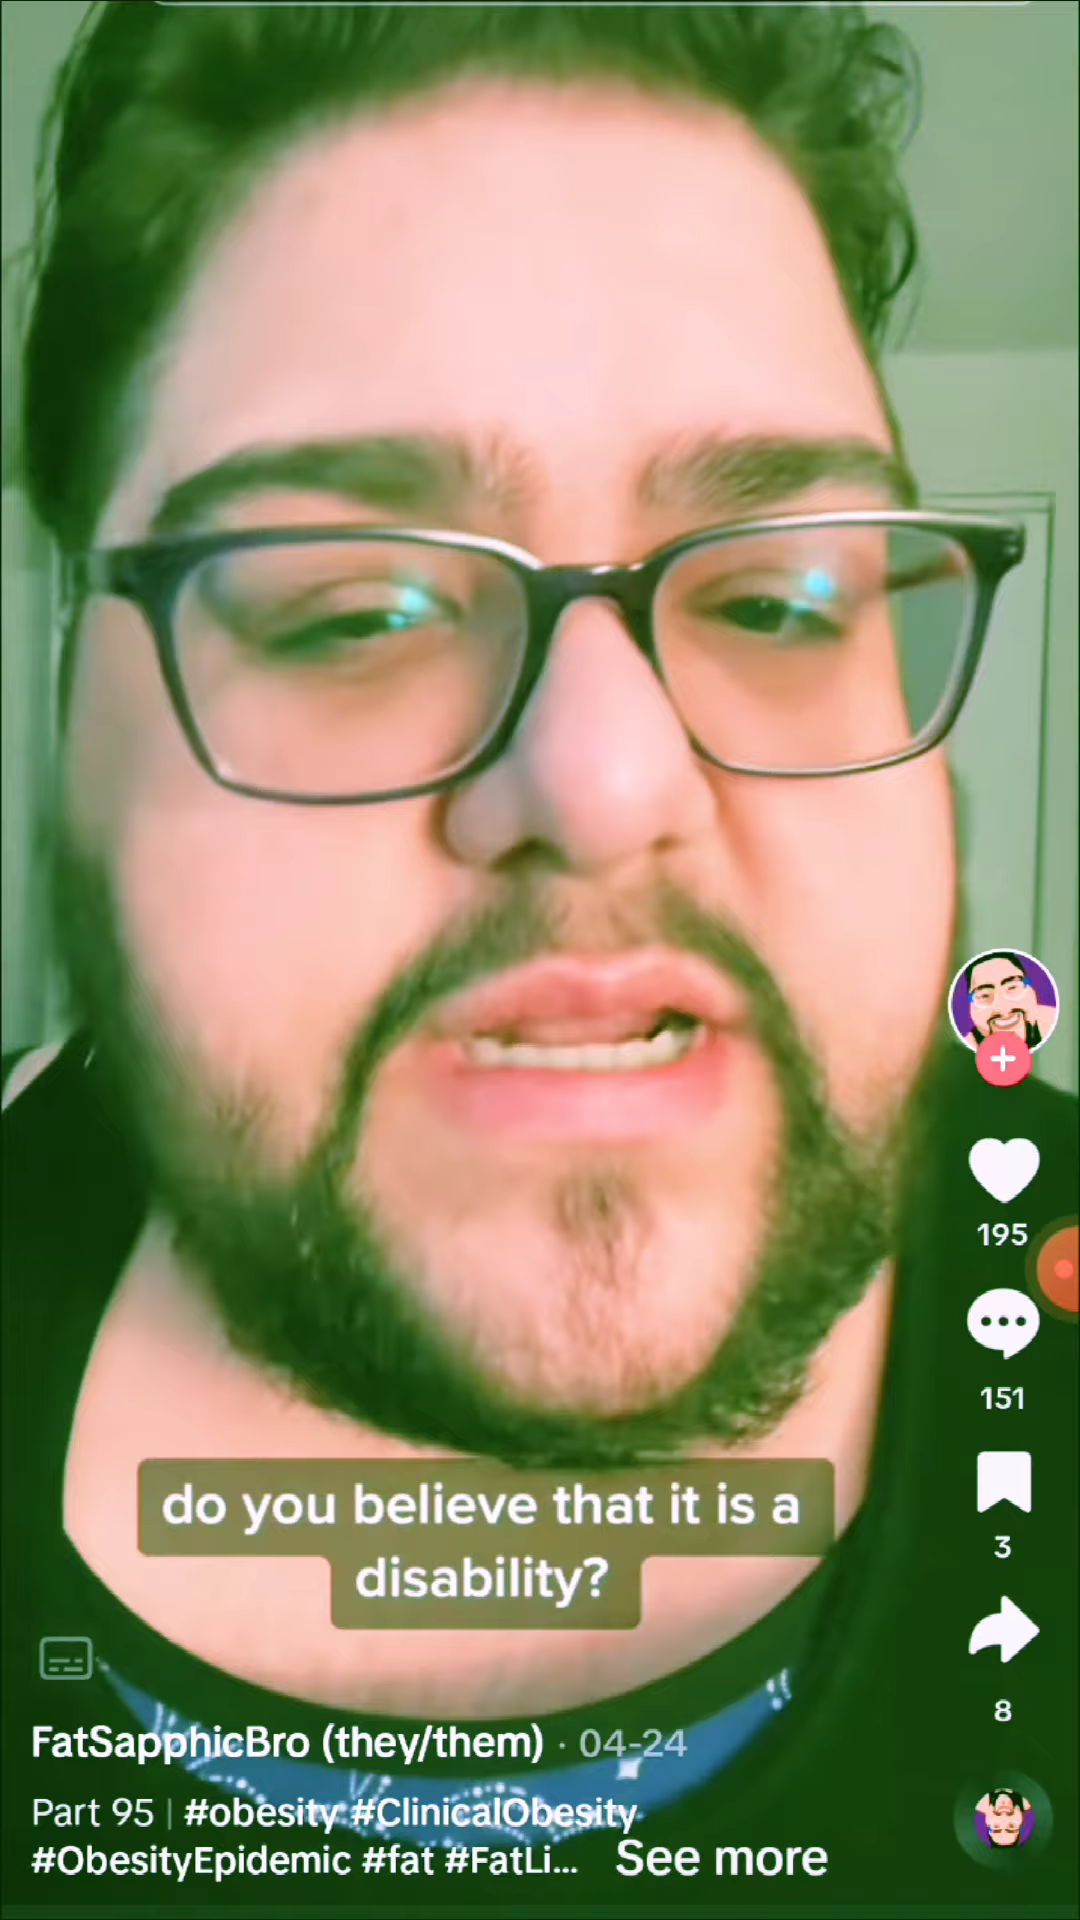 195
151
3
8
do you believe that it is a
disability?
FatSapphicBro (they/them) · 04-24
Part 95 | #obesity #ClinicalObesity
#ObesityEpidemic #fat #FatLi... See more